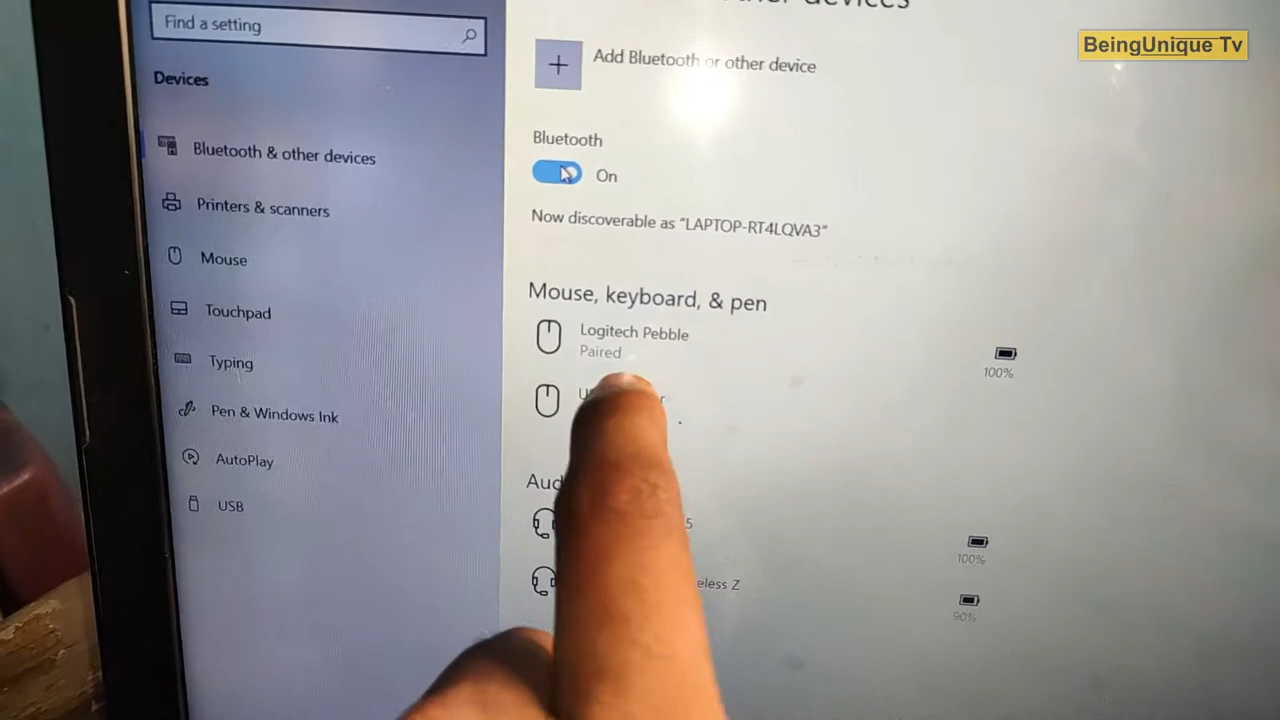 Find a setting
Devices
Bluetooth & other devices
Printers & scanners
Mouse
Touchpad
Typing
Pen & Windows Ink
AutoPlay
USB
devices
Add Bluetooth or other device
Bluetooth
On
Now discoverable as "LAPTOP-RT4LQVA3"
Mouse, keyboard, & pen
Logitech Pebble
Paired
100%
100%
eless Z
90%
BeingUnique Tv